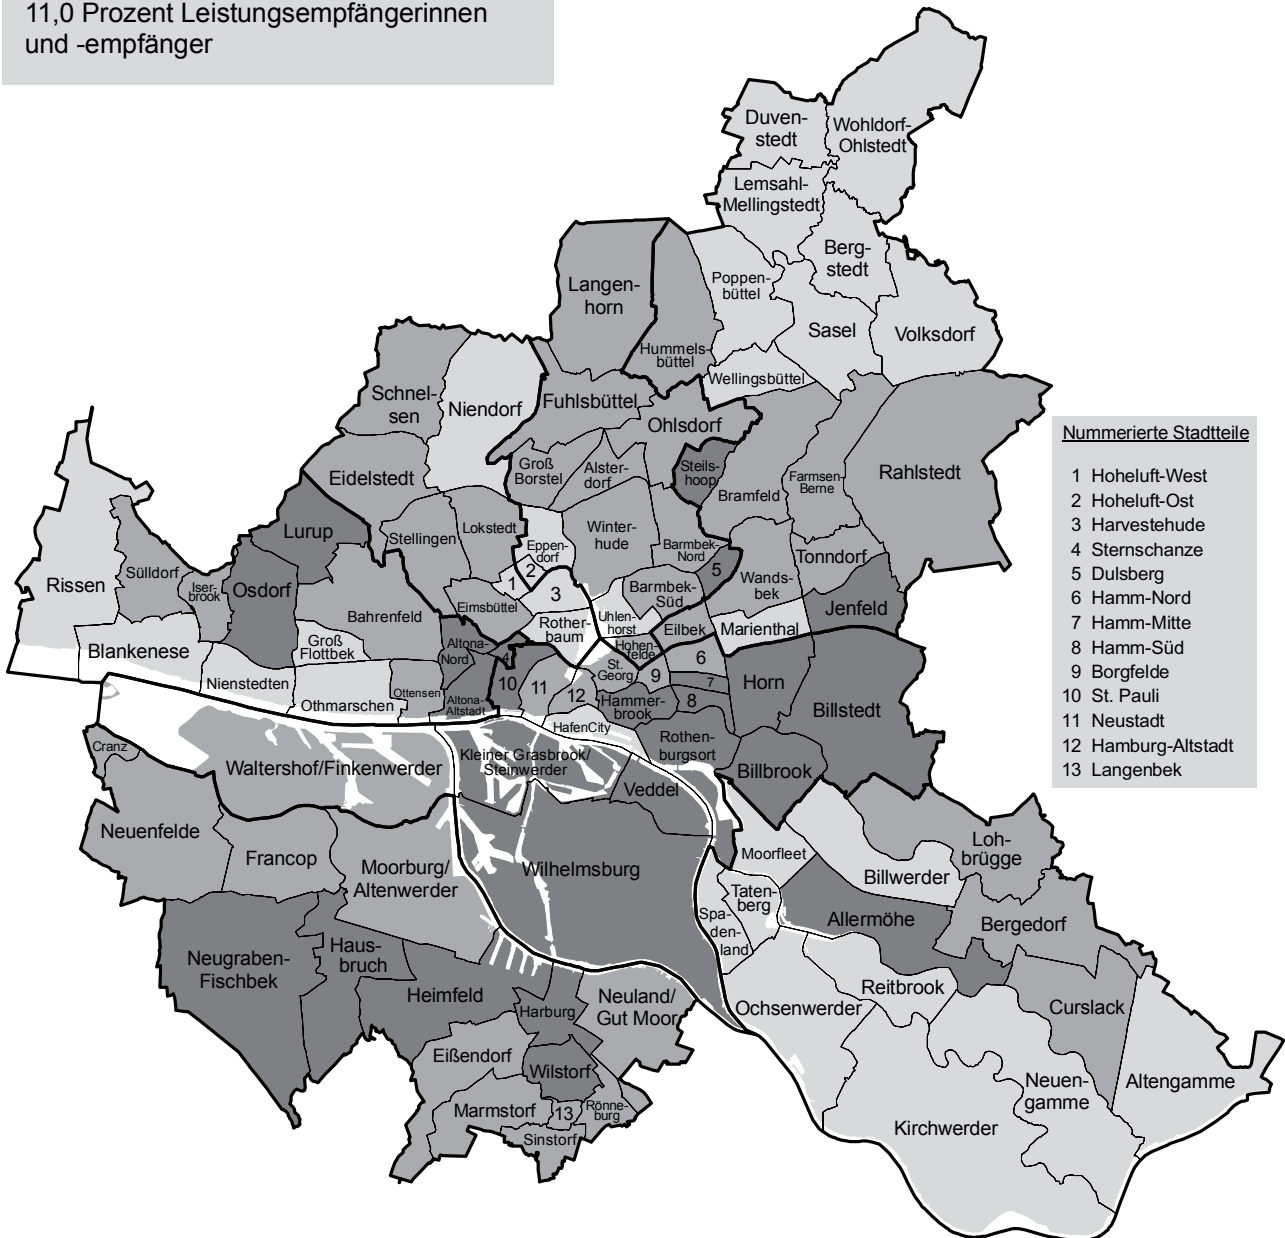 11,0 Prozent Leistungsempfängerinnen
und -empfänger
Duven-
stedt
Wohldorf-
Ohlstedt
Lemsahl-
Mellingstedt
Berg-
stedt
Poppen-
büttel
Langen-
horn
Sasel
Volksdorf
Hummels-
büttel
Wellingsbüttel
Schnel-
sen
Niendorf
Fuhlsbüttel
Ohlsdorf
Eidelstedt
Groß
Borstel
Alster-
dorf
Steils-
hoop
Bramfeld
Farmsen-
Berne
Rahlstedt
Lurup
Stellingen
Lokstedt
Eppen-
dorf
Winter-
hude
Barmbek-
Nord
Tonndorf
Rissen
Sülldorf
Iser-
brook
Osdorf
Bahrenfeld
Eimsbüttel
1
2
3
5
Barmbek-
Süd
Wands-
bek
Jenfeld
Blankenese
Groß
Flottbek
Altona-
Nord
4
Rother-
baum
Uhlen-
horst
Hohen-
felde
Eilbek
Marienthal
Nienstedten
Othmarschen
Ottensen
Altona-
Altstadt
10
11
12
St.
Georg
9
6
7
8
Hammer-
brook
Horn
Billstedt
HafenCity
Cranz
Waltershof/Finkenwerder
Kleiner Grasbrook/
Steinwerder
Rothen-
burgsort
Billbrook
Veddel
Neuenfelde
Francop
Moorburg/
Altenwerder
Wilhelmsburg
Moorfleet
Billwerder
Loh-
brügge
Taten-
berg
Spa-
den-
land
Allermöhe
Bergedorf
Neugraben-
Fischbek
Haus-
bruch
Heimfeld
Harburg
Neuland/
Gut Moor
Ochsenwerder
Reitbrook
Curslack
Eißendorf
Wilstorf
Marmstorf
13
Rönne-
burg
Sinstorf
Neuen-
gamme
Altengamme
Kirchwerder
Nummerierte Stadtteile
1 Hoheluft-West
2 Hoheluft-Ost
3 Harvestehude
4 Sternschanze
5 Dulsberg
6 Hamm-Nord
7 Hamm-Mitte
8 Hamm-Süd
9 Borgfelde
10 St. Pauli
11 Neustadt
12 Hamburg-Altstadt
13 Langenbek